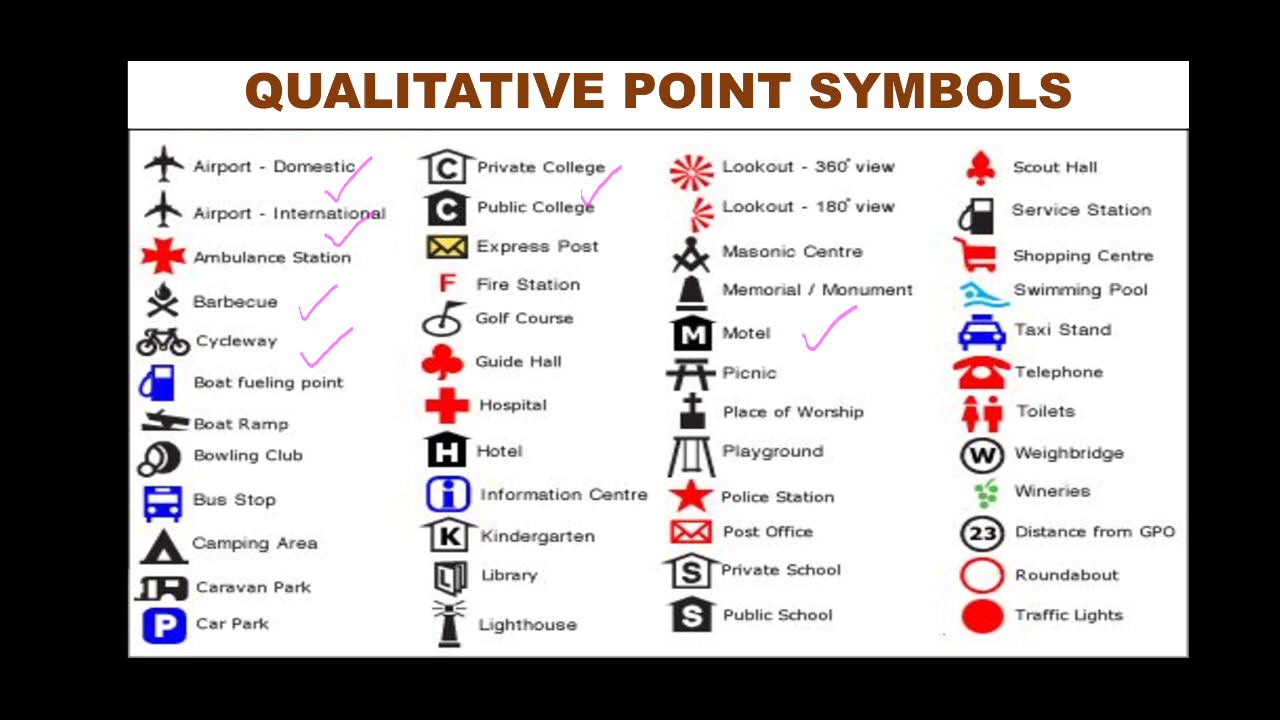 QUALITATIVE POINT SYMBOLS
Airport - Domestic
Airport - International
Ambulance Station
Barbecue
Cycleway
Boat fueling point
Boat Ramp
Bowling Club
Bus Stop
Camping Area
Caravan Park
P Car Park
C Private College
C Public College
Express Post
F Fire Station
Golf Course
Guide Hall
Hospital
H Hotel
i Information Centre
K Kindergarten
L Library
Lighthouse
Lookout - 360° view
Lookout - 180° view
Masonic Centre
Memorial / Monument
M Motel
Picnic
Place of Worship
Playground
Police Station
Post Office
S Private School
S Public School
Scout Hall
Service Station
Shopping Centre
Swimming Pool
Taxi Stand
Telephone
Toilets
W Weighbridge
Wineries
23 Distance from GPO
Roundabout
Traffic Lights